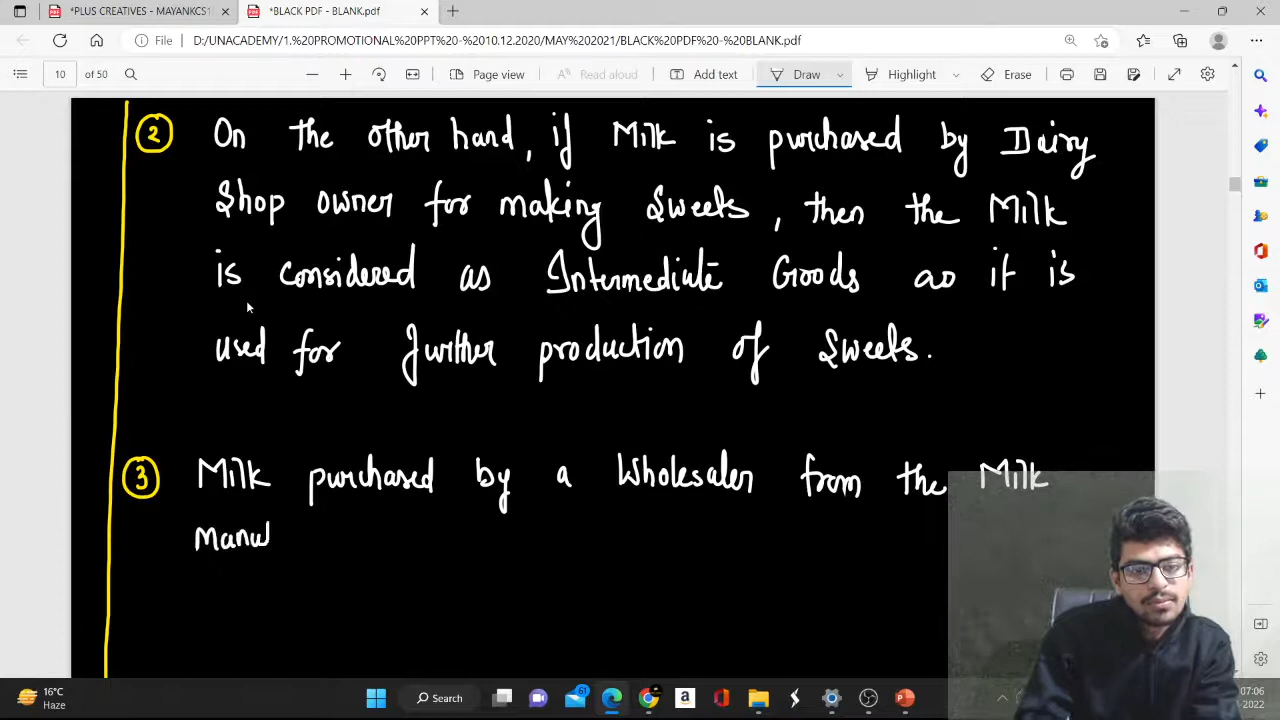 *PLUS CREATIVES - MAYANKCS1
*BLACK PDF - BLANK.pdf
File
D:/UNACADEMY/1.%20PROMOTIONAL%20PPT%20-%2010.12.2020/MAY%202021/BLACK%20PDF%20-%20BLANK.pdf
10 of 50
Page view
Read aloud
Add text
Draw
Highlight
Erase
2 On the other hand, if Milk is purchased by Dairy
Shop owner for making Sweets, then the Milk
is considered as Intermediate Goods as it is
used for further production of Sweets.
3 Milk purchased by a Wholesaler from the Milk
Manu
16°C
Haze
Search
61
07:06
2022